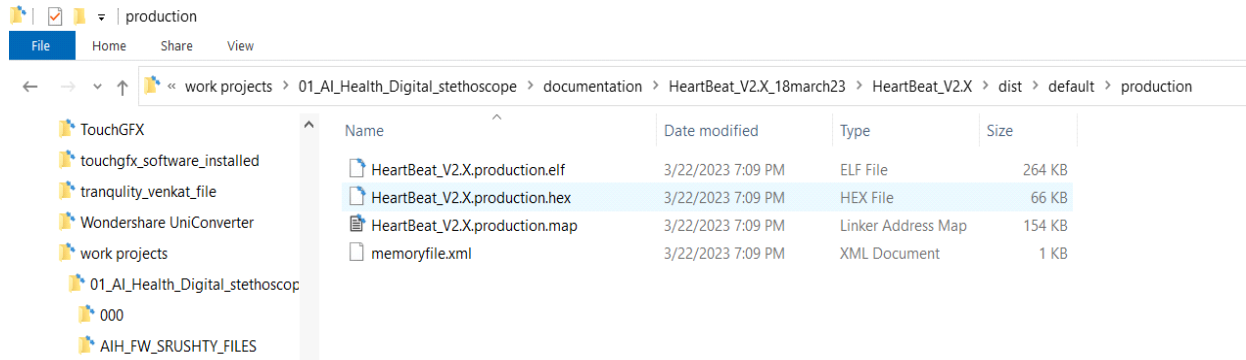 production
File Home Share View
« work projects > 01_AI_Health_Digital_stethoscope > documentation > HeartBeat_V2.X_18march23 > HeartBeat_V2.X > dist > default > production
TouchGFX
touchgfx_software_installed
tranqulity_venkat_file
Wondershare UniConverter
work projects
01_AI_Health_Digital_stethoscop
000
AIH_FW_SRUSHTY_FILES
Name Date modified Type Size
HeartBeat_V2.X.production.elf 3/22/2023 7:09 PM ELF File 264 KB
HeartBeat_V2.X.production.hex 3/22/2023 7:09 PM HEX File 66 KB
HeartBeat_V2.X.production.map 3/22/2023 7:09 PM Linker Address Map 154 KB
memoryfile.xml 3/22/2023 7:09 PM XML Document 1 KB